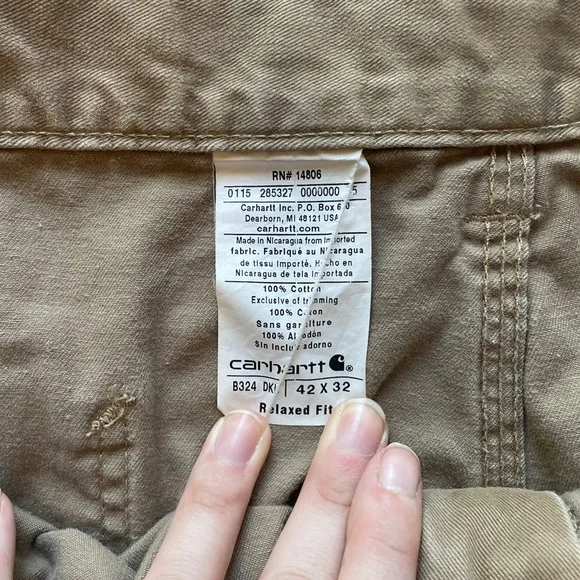 RN# 14806
0115 285327 0000000 5
Carhartt Inc. P.O. Box
Dearborn, MI 48121 USA
carhartt.com
Made in Nicaragua from imported
fabric. Fabriqué au Nicaragua
de tissu importé. Hecho en
Nicaragua de tela importada
100% Cotton
Exclusive of trimming
100% Coton
Sans garniture
100% Algodón
Sin incluir adorno
carhartt ®
B324 DKH 42 X 32
Relaxed Fit